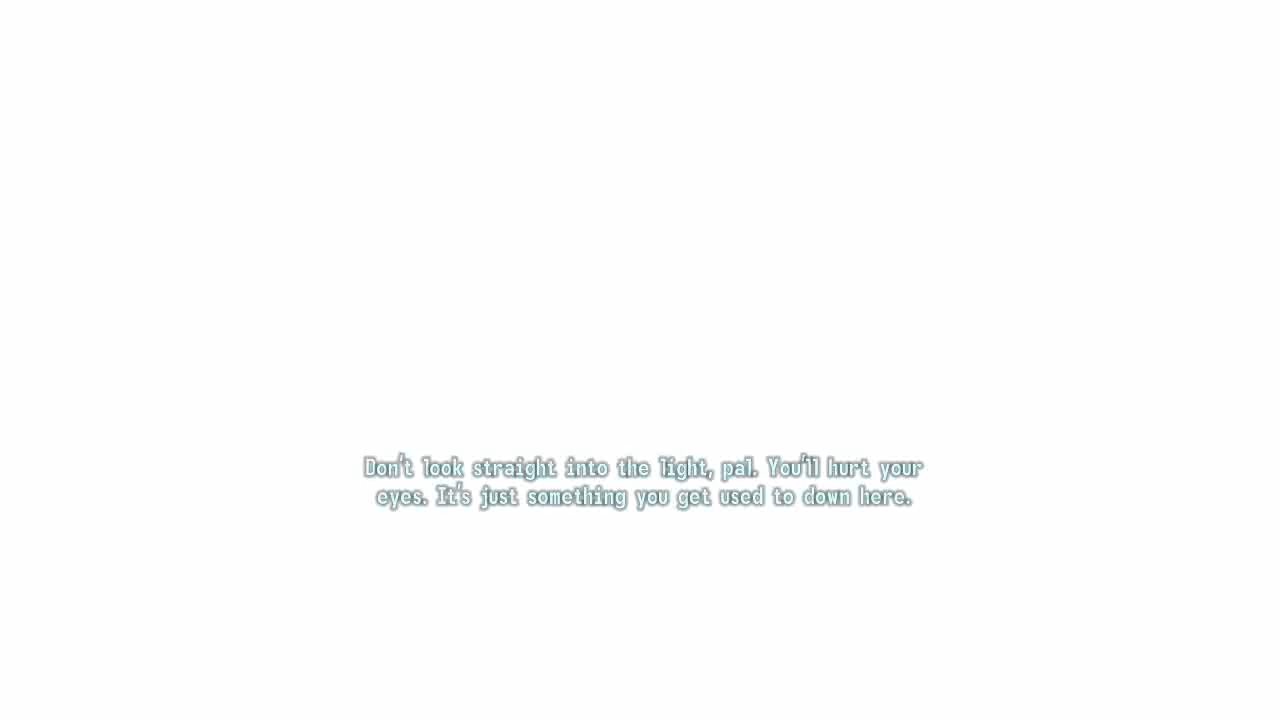 Don't look straight into the light, pal. You'll hurt your
eyes. It's just something you get used to down here.